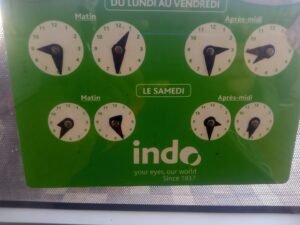 DU LUNDI AU VENDREDI
Matin Après-midi
LE SAMEDI
Matin Après-midi
indo
your eyes, our world
Since 1937